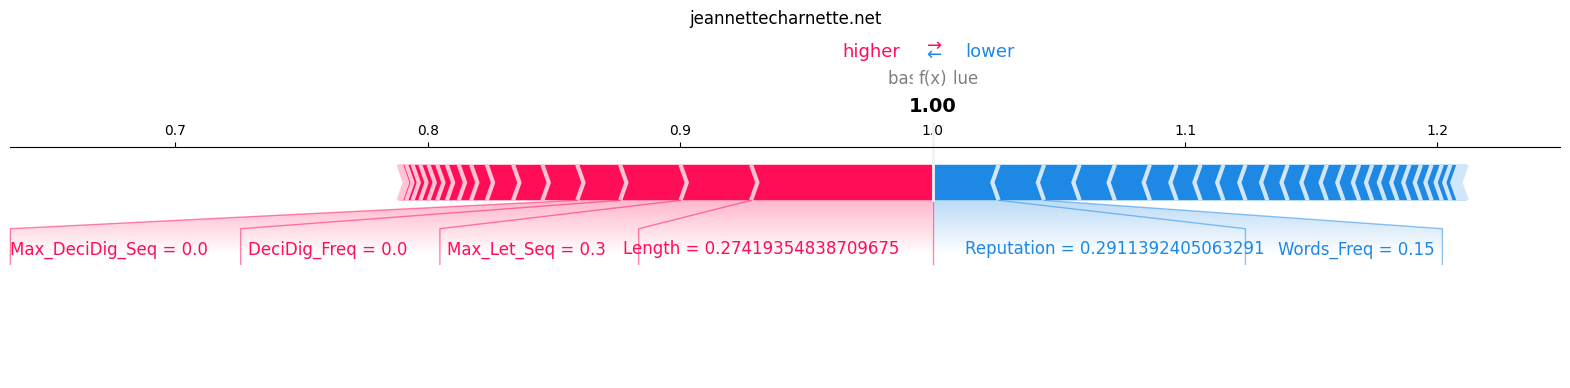 jeannettecharnette.net
higher ⇄ lower
f(x)
1.00
0.7 0.8 0.9 1.0 1.1 1.2
Max_DeciDig_Seq = 0.0 DeciDig_Freq = 0.0 Max_Let_Seq = 0.3 Length = 0.27419354838709675 Reputation = 0.2911392405063291 Words_Freq = 0.15